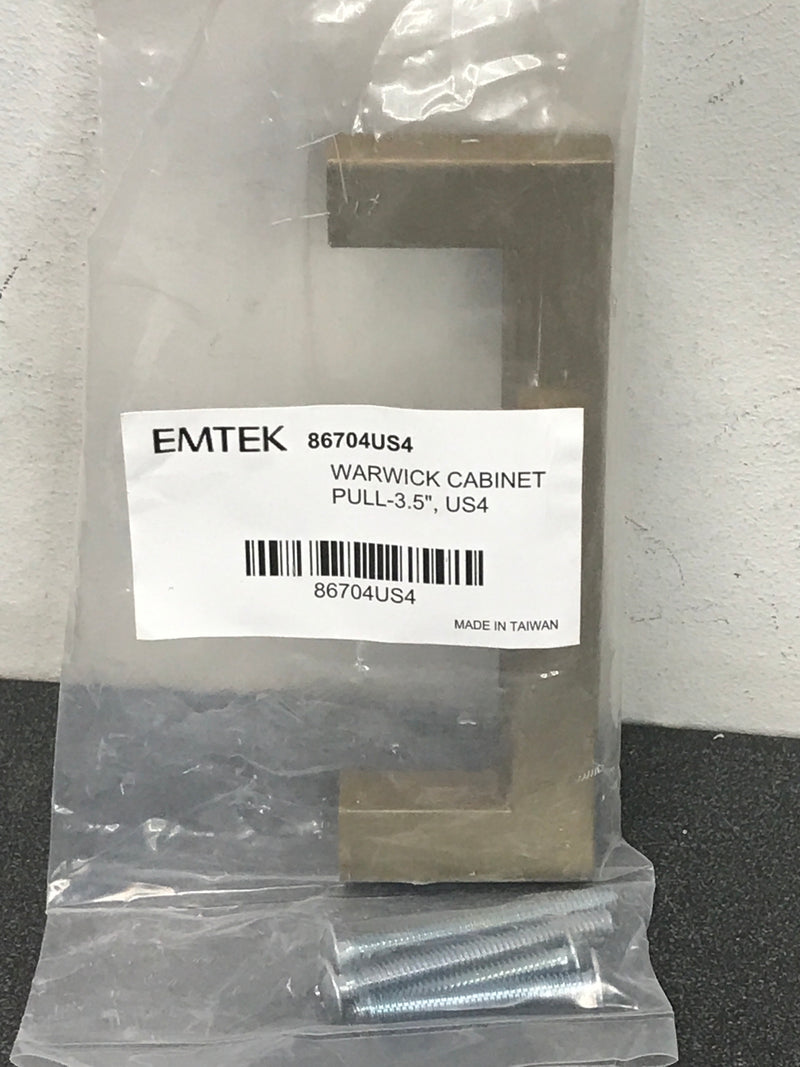 EMTEK 86704US4
WARWICK CABINET
PULL-3.5", US4
86704US4
MADE IN TAIWAN